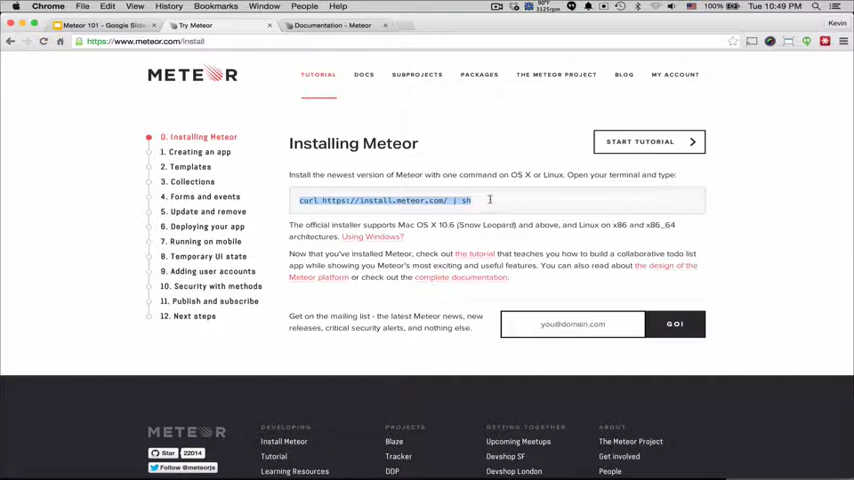 Chrome File Edit View History Bookmarks Window People Help
90°F 100% Tue 10:49 PM
Meteor 101 - Google Slide
Try Meteor
Documentation - Meteor
Kevin
https://www.meteor.com/install
METEOR
TUTORIAL DOCS SUBPROJECTS PACKAGES THE METEOR PROJECT BLOG MY ACCOUNT
0. Installing Meteor
1. Creating an app
2. Templates
3. Collections
4. Forms and events
5. Update and remove
6. Deploying your app
7. Running on mobile
8. Temporary UI state
9. Adding user accounts
10. Security with methods
11. Publish and subscribe
12. Next steps
Installing Meteor
START TUTORIAL
Install the newest version of Meteor with one command on OS X or Linux. Open your terminal and type:
curl https://install.meteor.com/ | sh
The official installer supports Mac OS X 10.6 (Snow Leopard) and above, and Linux on x86 and x86_64
architectures. Using Windows?
Now that you've installed Meteor, check out the tutorial that teaches you how to build a collaborative todo list
app while showing you Meteor's most exciting and useful features. You can also read about the design of the
Meteor platform or check out the complete documentation.
Get on the mailing list - the latest Meteor news, new
releases, critical security alerts, and nothing else.
you@domain.com
GO!
METEOR
Star 22014
Follow @meteorjs
DEVELOPING
Install Meteor
Tutorial
Learning Resources
PROJECTS
Blaze
Tracker
DDP
GETTING TOGETHER
Upcoming Meetups
Devshop SF
Devshop London
ABOUT
The Meteor Project
Get involved
People